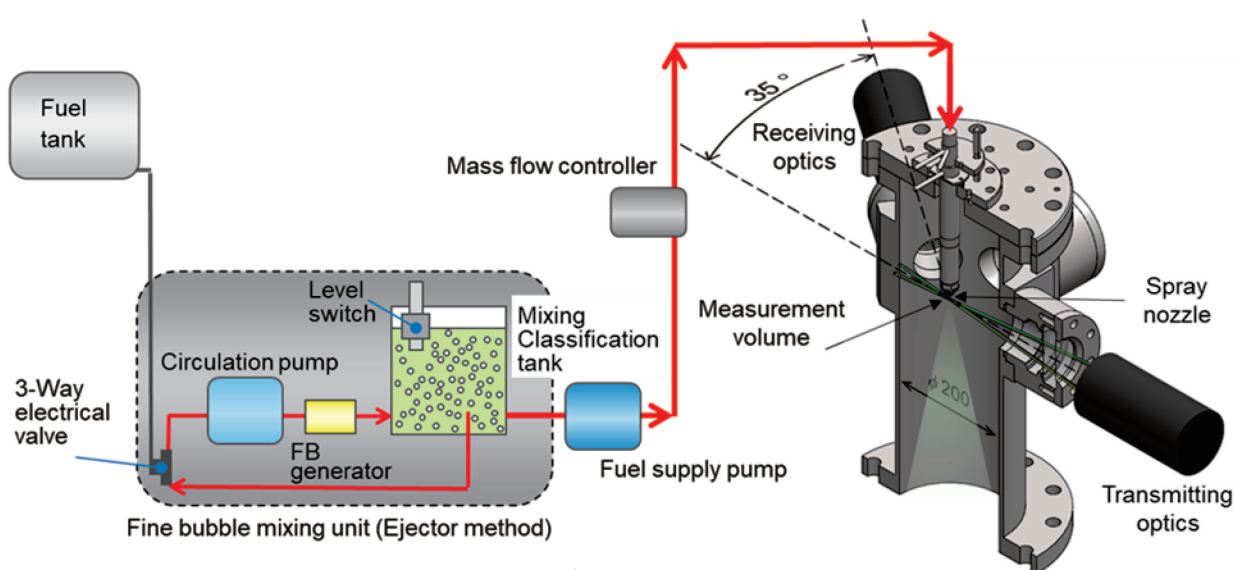 Fuel
tank
35°
Receiving
optics
Mass flow controller
Level
switch
Mixing
Classification
tank
Measurement
volume
Spray
nozzle
Circulation pump
3-Way
electrical
valve
FB
generator
ϕ200
Fuel supply pump
Transmitting
optics
Fine bubble mixing unit (Ejector method)